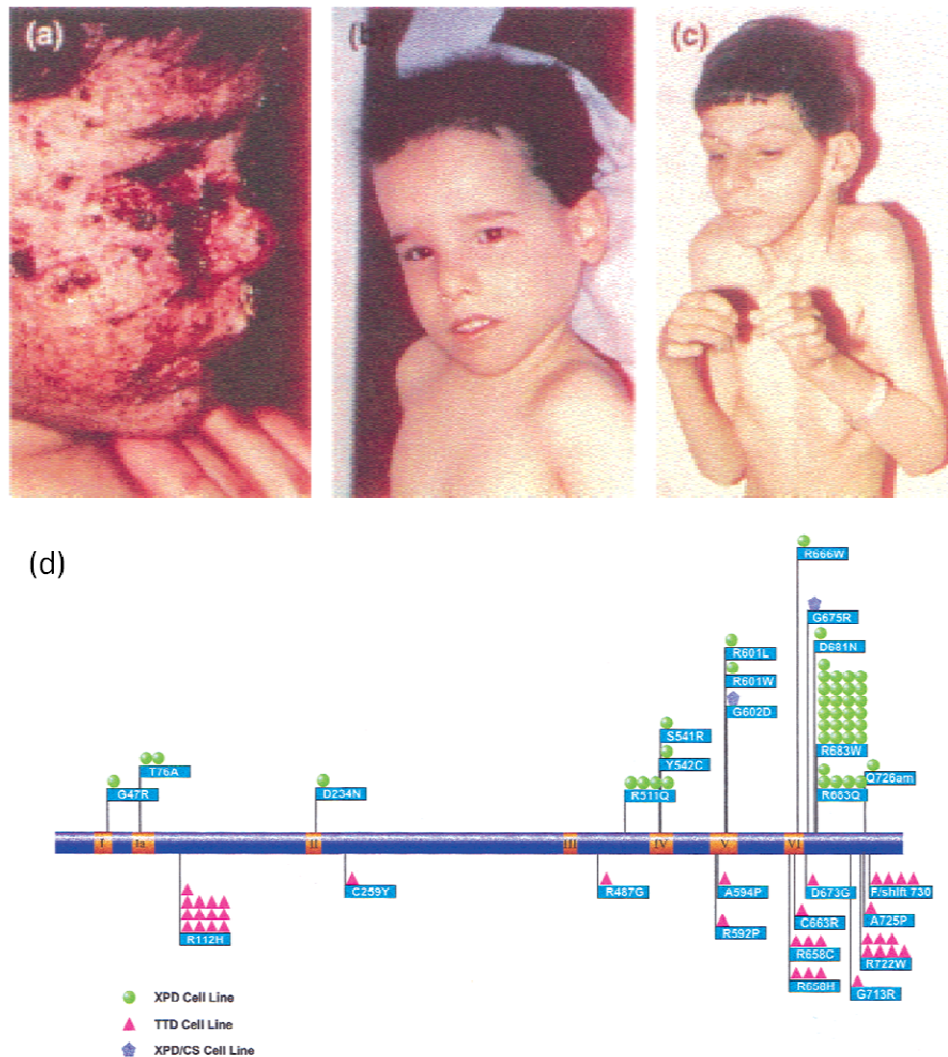 (a)
(b)
(c)
(d)
R666W
G675R
D681N
R601L
R601W
G602D
S541R
Y542C
R683W
Q726am
T76A
G47R
D234N
R511Q
R683Q
I
Ia
II
III
IV
V
VI
C259Y
R487G
A594P
D673G
F/shift 730
R112H
R592P
C663R
A725P
R658C
R722W
R658H
G713R
XPD Cell Line
TTD Cell Line
XPD/CS Cell Line